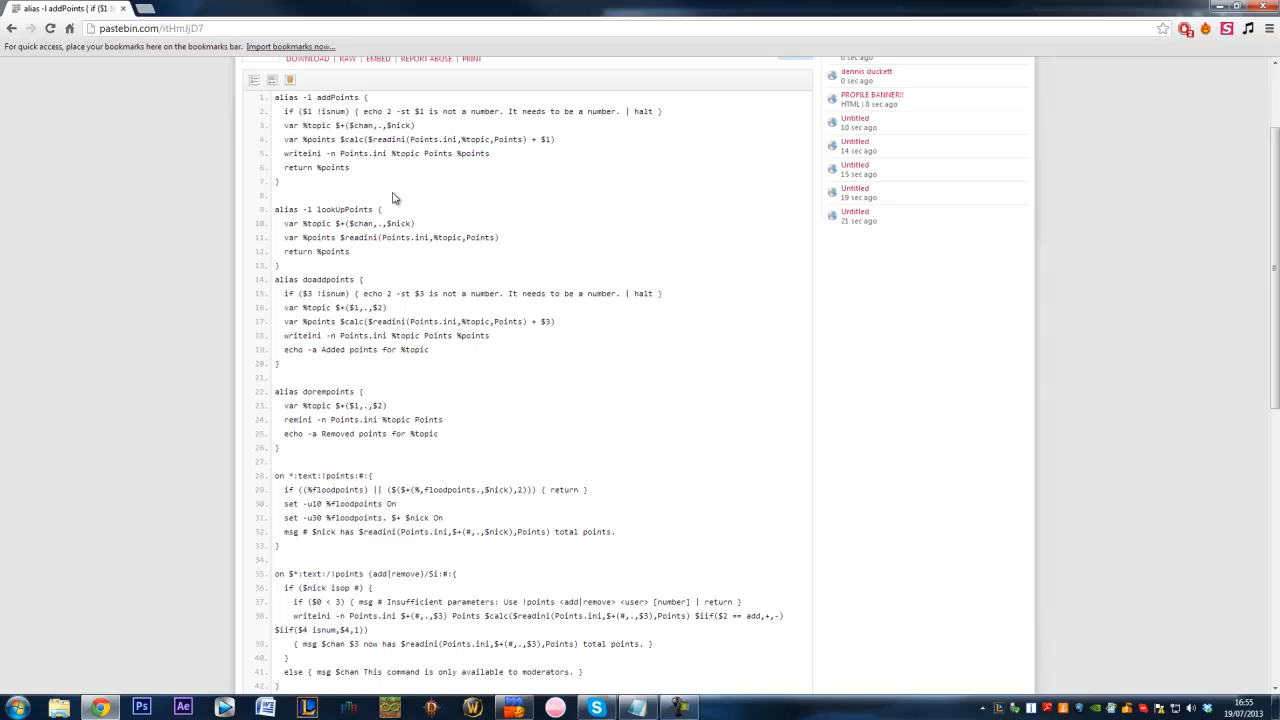 alias -l addPoints { if ($1 !
pastebin.com/itHmJjD7
For quick access, place your bookmarks here on the bookmarks bar. Import bookmarks now...
DOWNLOAD | RAW | EMBED | REPORT ABUSE | PRINT
1. alias -l addPoints {
2. if ($1 !isnum) { echo 2 -st $1 is not a number. It needs to be a number. | halt }
3. var %topic $+($chan,.,$nick)
4. var %points $calc($readini(Points.ini,%topic,Points) + $1)
5. writeini -n Points.ini %topic Points %points
6. return %points
7. }
8.
9. alias -l lookUpPoints {
10. var %topic $+($chan,.,$nick)
11. var %points $readini(Points.ini,%topic,Points)
12. return %points
13. }
14. alias doaddpoints {
15. if ($3 !isnum) { echo 2 -st $3 is not a number. It needs to be a number. | halt }
16. var %topic $+($1,.,$2)
17. var %points $calc($readini(Points.ini,%topic,Points) + $3)
18. writeini -n Points.ini %topic Points %points
19. echo -a Added points for %topic
20. }
21.
22. alias dorempoints {
23. var %topic $+($1,.,$2)
24. remini -n Points.ini %topic Points
25. echo -a Removed points for %topic
26. }
27.
28. on *:text:!points:#:{
29. if ((%floodpoints) || ($($+(%,floodpoints.,$nick),2))) { return }
30. set -u10 %floodpoints On
31. set -u30 %floodpoints. $+ $nick On
32. msg # $nick has $readini(Points.ini,$+(#,.,$nick),Points) total points.
33. }
34.
35. on $*:text:/!points (add|remove)/Si:#:{
36. if ($nick isop #) {
37. if ($0 < 3) { msg # Insufficient parameters: Use !points <add|remove> <user> [number] | return }
38. writeini -n Points.ini $+(#,.,$3) Points $calc($readini(Points.ini,$+(#,.,$3),Points) $iif($2 == add,+,-)
$iif($4 isnum,$4,1))
39. { msg $chan $3 now has $readini(Points.ini,$+(#,.,$3),Points) total points. }
40. }
41. else { msg $chan This command is only available to moderators. }
42. }
0 sec ago
dennis duckett
0 sec ago
PROFILE BANNER!!
HTML | 8 sec ago
Untitled
10 sec ago
Untitled
14 sec ago
Untitled
15 sec ago
Untitled
19 sec ago
Untitled
21 sec ago
16:55
19/07/2013